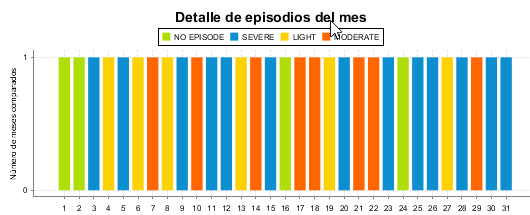 Detalle de episodios del mes
NO EPISODE SEVERE LIGHT MODERATE
Número de meses comparados
1
0
1 2 3 4 5 6 7 8 9 10 11 12 13 14 15 16 17 18 19 20 21 22 23 24 25 26 27 28 29 30 31